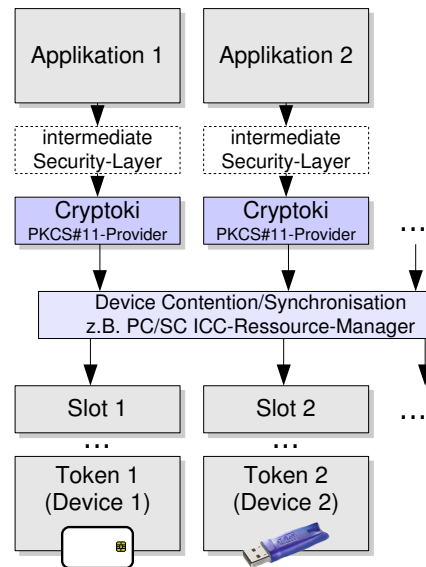 Applikation 1
Applikation 2
intermediate
Security-Layer
intermediate
Security-Layer
Cryptoki
PKCS#11-Provider
Cryptoki
PKCS#11-Provider
...
Device Contention/Synchronisation
z.B. PC/SC ICC-Ressource-Manager
Slot 1
Slot 2
...
...
...
Token 1
(Device 1)
Token 2
(Device 2)